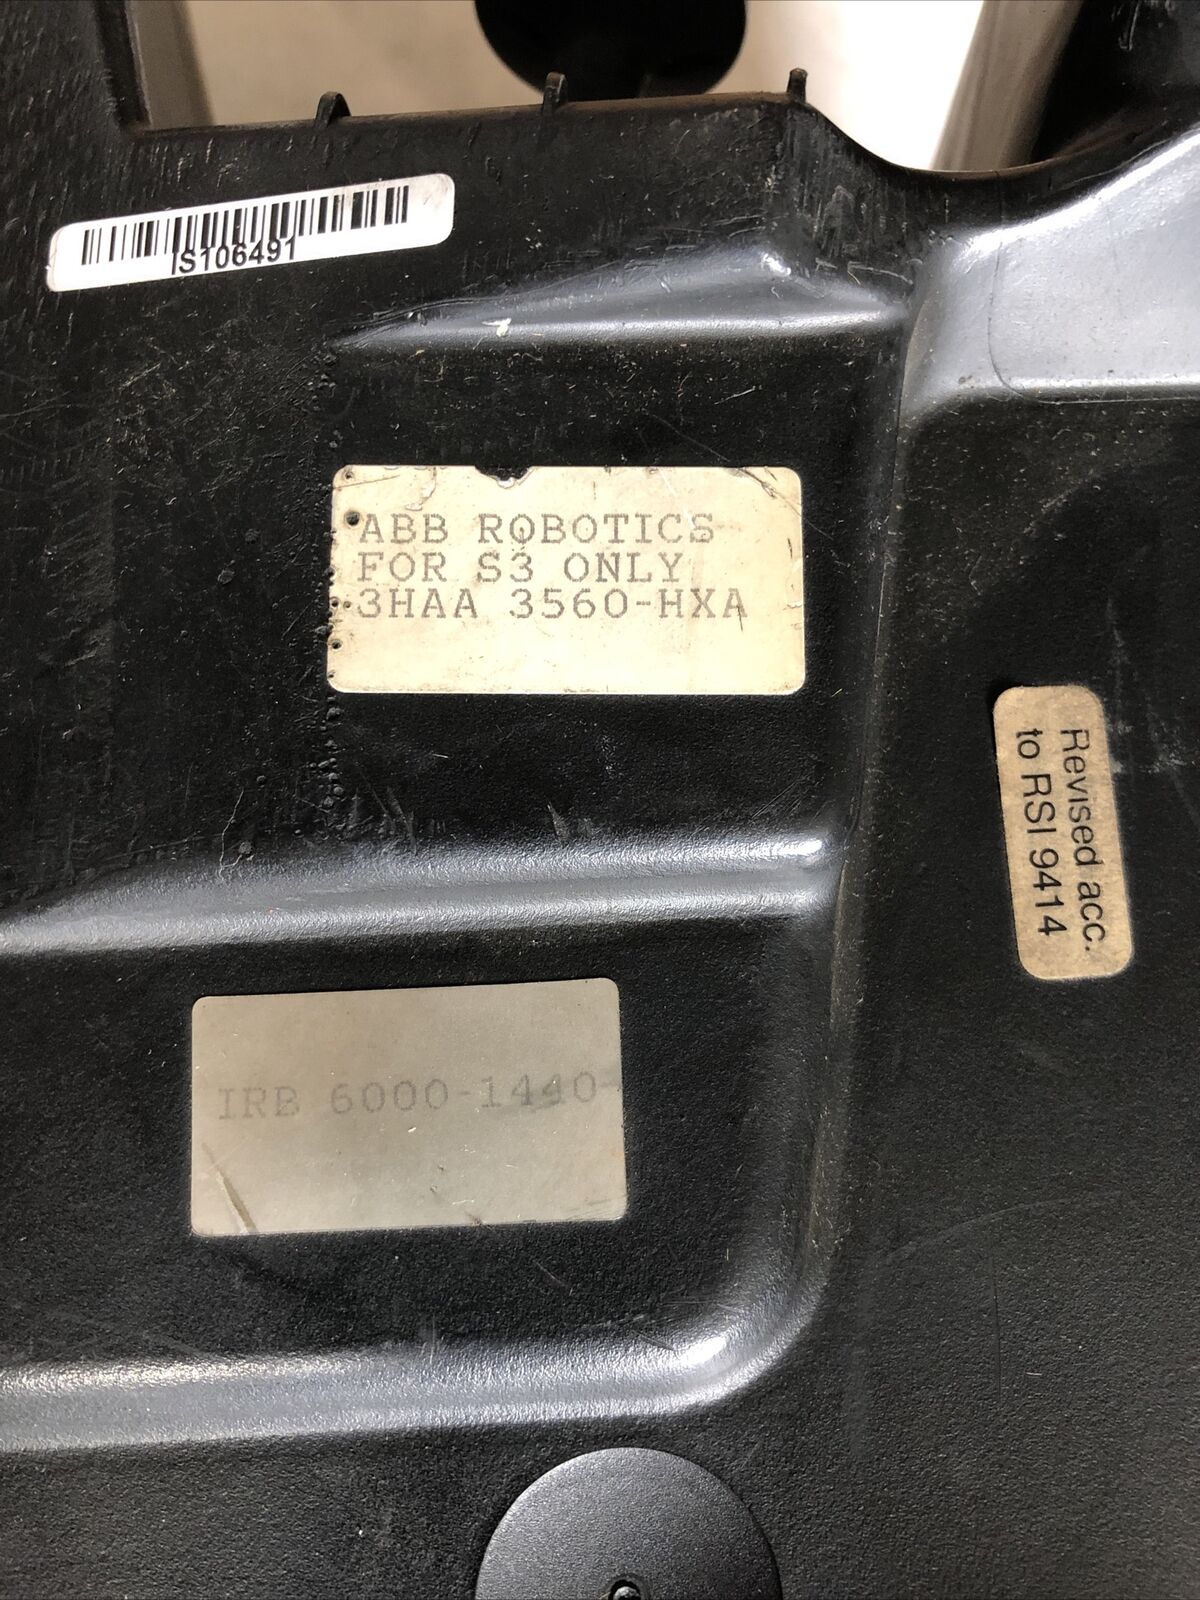 IS106491
ABB ROBOTICS
FOR S3 ONLY
3HAA 3560-HXA
Revised acc.
to RSI 9414
IRB 6000-1440-